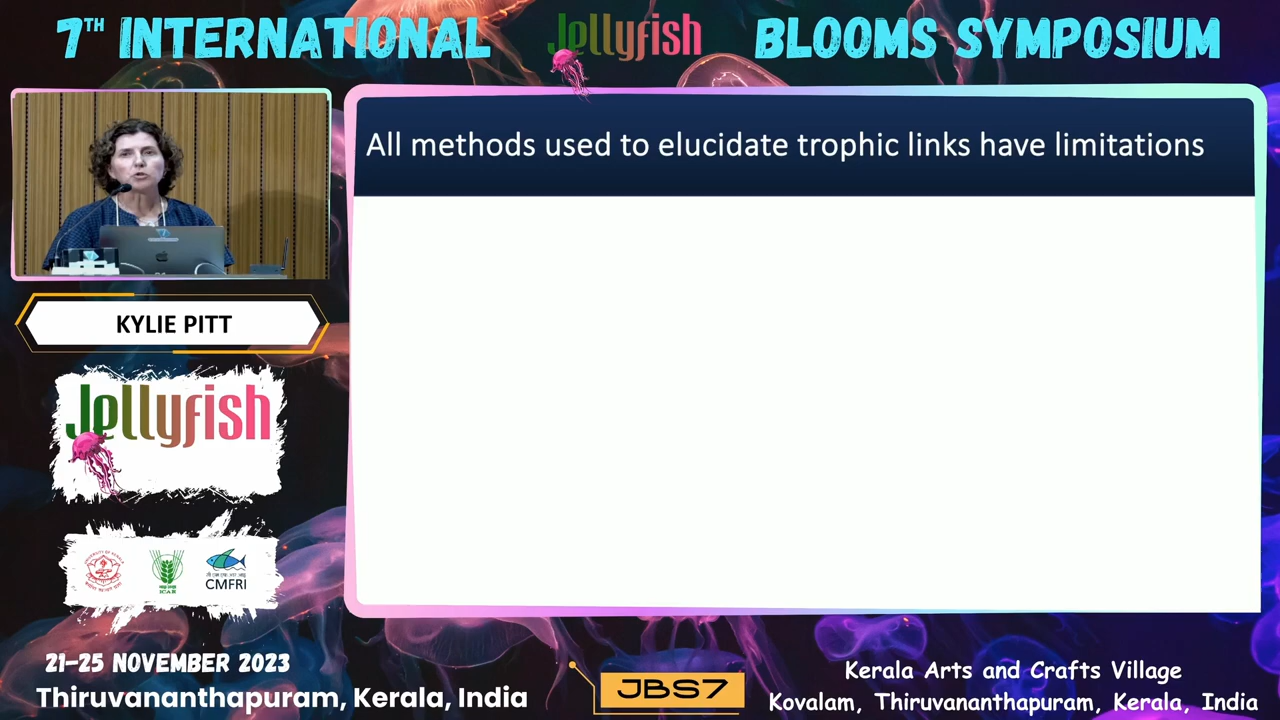 7TH INTERNATIONAL Jellyfish BLOOMS SYMPOSIUM
All methods used to elucidate trophic links have limitations
KYLIE PITT
Jellyfish
ICAR
CMFRI
21-25 NOVEMBER 2023
Thiruvananthapuram, Kerala, India
JBS7
Kerala Arts and Crafts Village
Kovalam, Thiruvananthapuram, Kerala, India